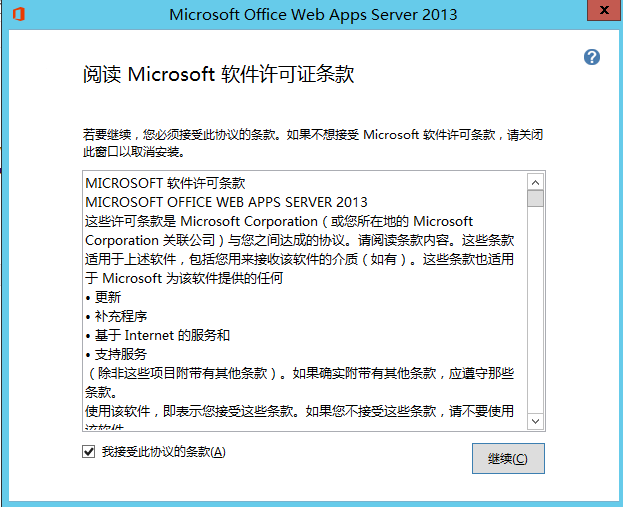 Microsoft Office Web Apps Server 2013
x
?
阅读 Microsoft 软件许可证条款
若要继续，您必须接受此协议的条款。如果不想接受 Microsoft 软件许可条款，请关闭
此窗口以取消安装。
MICROSOFT 软件许可条款
MICROSOFT OFFICE WEB APPS SERVER 2013
这些许可条款是 Microsoft Corporation（或您所在地的 Microsoft
Corporation 关联公司）与您之间达成的协议。请阅读条款内容。这些条款
适用于上述软件，包括您用来接收该软件的介质（如有）。这些条款也适用
于 Microsoft 为该软件提供的任何
• 更新
• 补充程序
• 基于 Internet 的服务和
• 支持服务
（除非这些项目附带有其他条款）。如果确实附带有其他条款，应遵守那些
条款。
使用该软件，即表示您接受这些条款。如果您不接受这些条款，请不要使用
该软件
我接受此协议的条款(A)
继续(C)